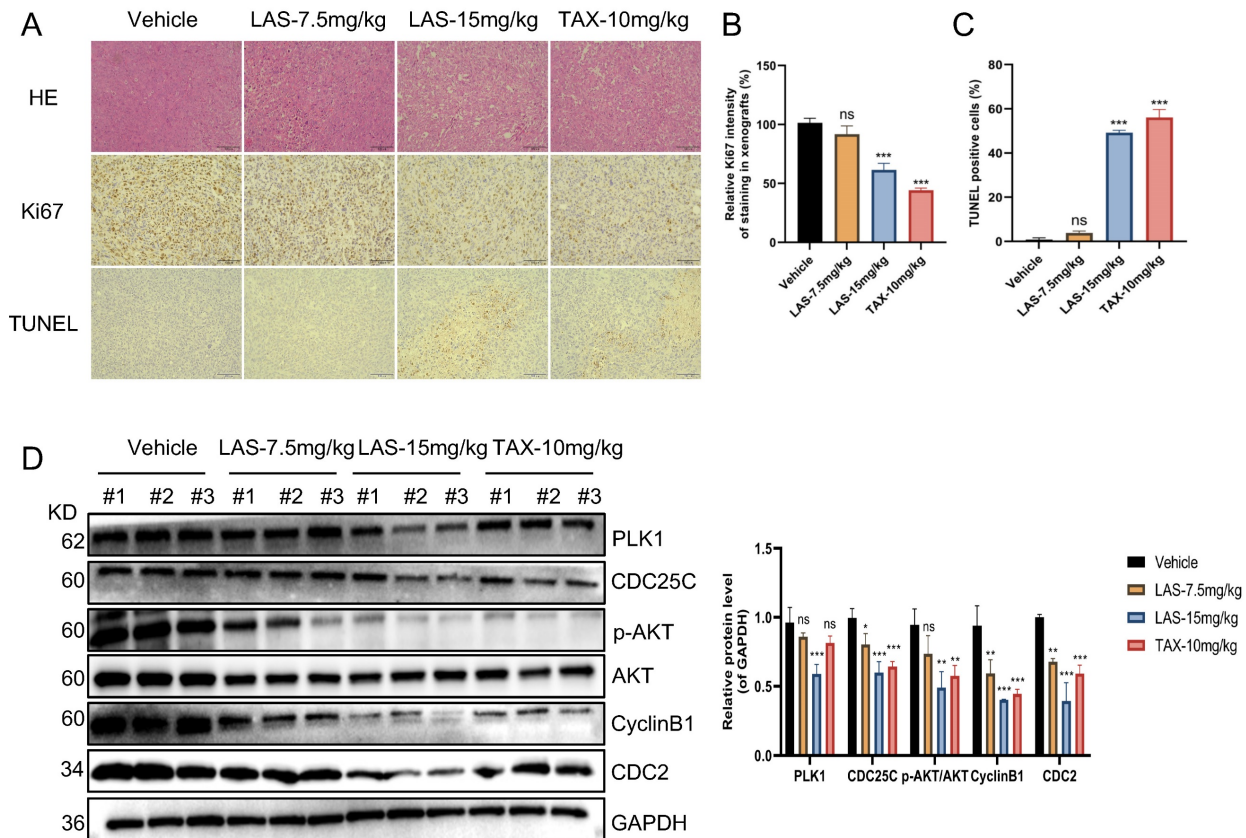 A
Vehicle LAS-7.5mg/kg LAS-15mg/kg TAX-10mg/kg
HE
Ki67
TUNEL
B
Relative Ki67 intensity
of staining in xenografts (%)
150
100
50
0
ns
***
***
Vehicle
LAS-7.5mg/kg
LAS-15mg/kg
TAX-10mg/kg
C
TUNEL positive cells (%)
80
60
40
20
0
ns
***
***
Vehicle
LAS-7.5mg/kg
LAS-15mg/kg
TAX-10mg/kg
D
Vehicle LAS-7.5mg/kg LAS-15mg/kg TAX-10mg/kg
#1 #2 #3 #1 #2 #3 #1 #2 #3 #1 #2 #3
KD
62 PLK1
60 CDC25C
60 p-AKT
60 AKT
60 CyclinB1
34 CDC2
36 GAPDH
Relative protein level
(of GAPDH)
1.5
1.0
0.5
0.0
ns *** ns
* *** ***
ns ** **
** *** ***
** *** ***
PLK1 CDC25C p-AKT/AKT CyclinB1 CDC2
Vehicle
LAS-7.5mg/kg
LAS-15mg/kg
TAX-10mg/kg